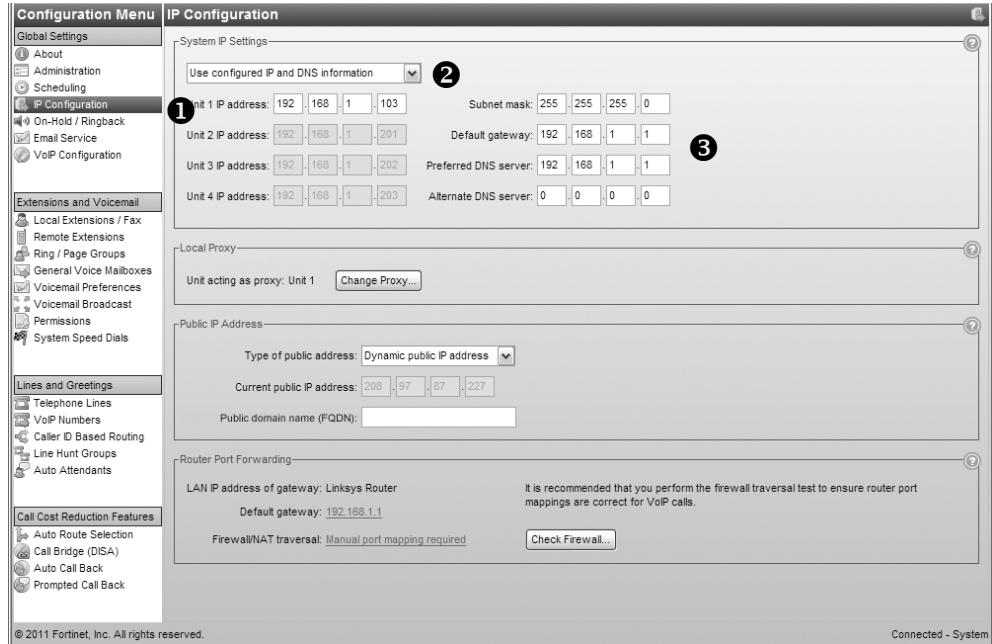 Configuration Menu
Global Settings
About
Administration
Scheduling
IP Configuration
On-Hold / Ringback
Email Service
VoIP Configuration
Extensions and Voicemail
Local Extensions / Fax
Remote Extensions
Ring / Page Groups
General Voice Mailboxes
Voicemail Preferences
Voicemail Broadcast
Permissions
System Speed Dials
Lines and Greetings
Telephone Lines
VoIP Numbers
Caller ID Based Routing
Line Hunt Groups
Auto Attendants
Call Cost Reduction Features
Auto Route Selection
Call Bridge (DISA)
Auto Call Back
Prompted Call Back
IP Configuration
System IP Settings
Use configured IP and DNS information
2
1
nit 1 IP address: 192 . 168 . 1 . 103
Subnet mask: 255 . 255 . 255 . 0
Unit 2 IP address: 192 . 168 . 1 . 201
Default gateway: 192 . 168 . 1 . 1
3
Unit 3 IP address: 192 . 168 . 1 . 202
Preferred DNS server: 192 . 168 . 1 . 1
Unit 4 IP address: 192 . 168 . 1 . 203
Alternate DNS server: 0 . 0 . 0 . 0
Local Proxy
Unit acting as proxy: Unit 1 Change Proxy...
Public IP Address
Type of public address: Dynamic public IP address
Current public IP address: 208 . 97 . 87 . 227
Public domain name (FQDN):
Router Port Forwarding
LAN IP address of gateway: Linksys Router
Default gateway: 192.168.1.1
Firewall/NAT traversal: Manual port mapping required
It is recommended that you perform the firewall traversal test to ensure router port
mappings are correct for VoIP calls.
Check Firewall...
© 2011 Fortinet, Inc. All rights reserved.
Connected - System